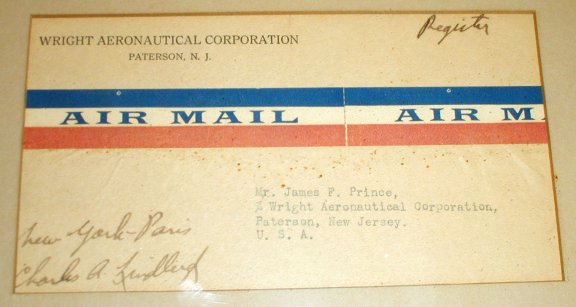 WRIGHT AERONAUTICAL CORPORATION
PATERSON, N. J.
Register
AIR MAIL AIR M
Mr. James F. Prince,
% Wright Aeronautical Corporation,
Paterson, New Jersey.
U. S. A.
New-York-Paris
Charles A. Lindbergh